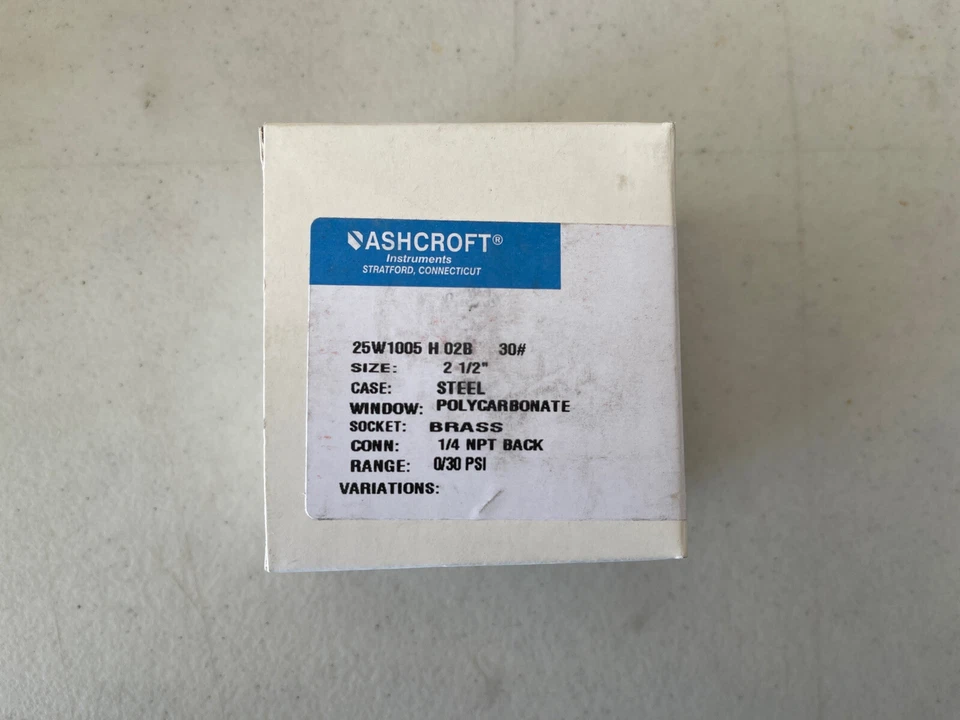 ASHCROFT®
Instruments
STRATFORD, CONNECTICUT
25W1005 H 02B 30#
SIZE: 2 1/2"
CASE: STEEL
WINDOW: POLYCARBONATE
SOCKET: BRASS
CONN: 1/4 NPT BACK
RANGE: 0/30 PSI
VARIATIONS: